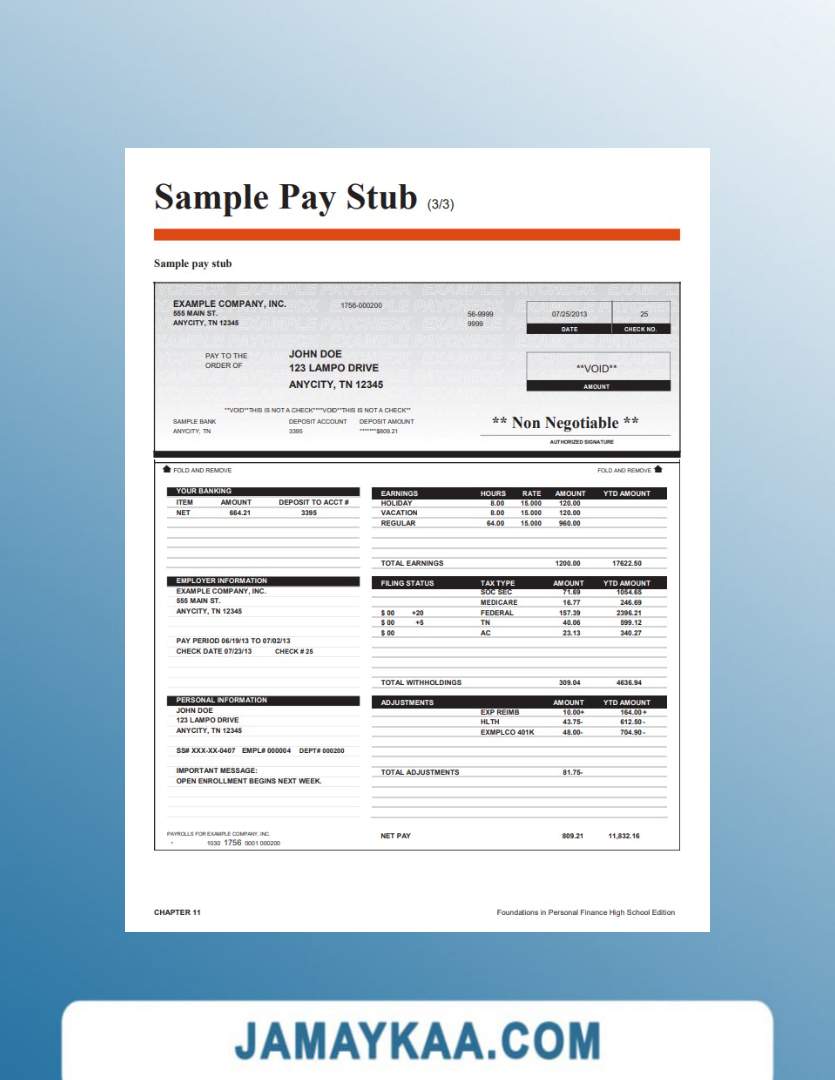 Sample Pay Stub (3/3)
Sample pay stub
EXAMPLE COMPANY, INC. 1756-000200
555 MAIN ST.
ANYCITY, TN 12345
56-9999
9999
07/25/2013 25
DATE CHECK NO.
PAY TO THE
ORDER OF
JOHN DOE
123 LAMPO DRIVE
ANYCITY, TN 12345
**VOID**
AMOUNT
**VOID**THIS IS NOT A CHECK****VOID**THIS IS NOT A CHECK**
SAMPLE BANK DEPOSIT ACCOUNT DEPOSIT AMOUNT
ANYCITY, TN 3395 *******$809.21
** Non Negotiable **
AUTHORIZED SIGNATURE
FOLD AND REMOVE FOLD AND REMOVE
YOUR BANKING
ITEM AMOUNT DEPOSIT TO ACCT #
NET 664.21 3395
EARNINGS HOURS RATE AMOUNT YTD AMOUNT
HOLIDAY 8.00 15.000 120.00
VACATION 8.00 15.000 120.00
REGULAR 64.00 15.000 960.00
TOTAL EARNINGS 1200.00 17622.50
EMPLOYER INFORMATION
EXAMPLE COMPANY, INC.
555 MAIN ST.
ANYCITY, TN 12345
PAY PERIOD 06/19/13 TO 07/02/13
CHECK DATE 07/23/13 CHECK # 25
FILING STATUS TAX TYPE AMOUNT YTD AMOUNT
SOC SEC 71.69 1054.65
MEDICARE 16.77 246.69
$ 00 +20 FEDERAL 157.39 2396.21
$ 00 +5 TN 40.06 599.12
$ 00 AC 23.13 340.27
TOTAL WITHHOLDINGS 309.04 4636.94
PERSONAL INFORMATION
JOHN DOE
123 LAMPO DRIVE
ANYCITY, TN 12345
SS# XXX-XX-0407 EMPL# 000004 DEPT# 000200
IMPORTANT MESSAGE:
OPEN ENROLLMENT BEGINS NEXT WEEK.
ADJUSTMENTS AMOUNT YTD AMOUNT
EXP REIMB 10.00+ 164.00+
HLTH 43.75- 612.50-
EXMPLCO 401K 48.00- 704.90-
TOTAL ADJUSTMENTS 81.75-
PAYROLLS FOR EXAMPLE COMPANY, INC.
* 1030 1756 0001 000200
NET PAY 809.21 11,832.16
CHAPTER 11 Foundations in Personal Finance High School Edition
JAMAYKAA.COM